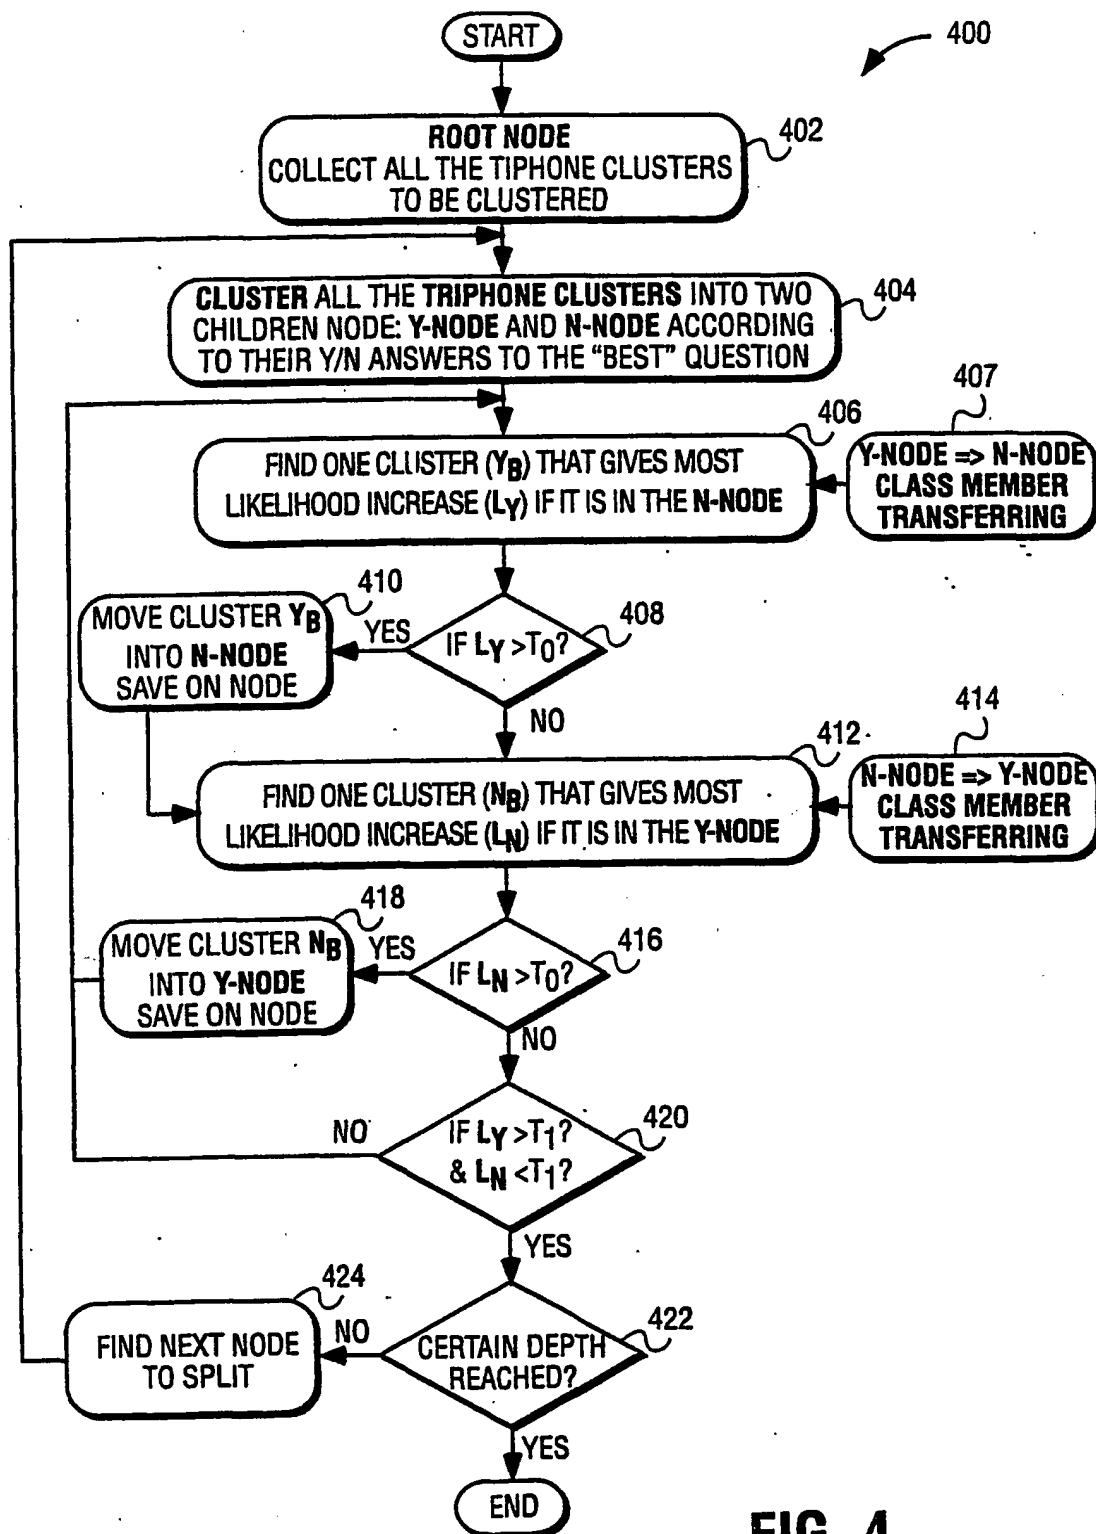 START
400
ROOT NODE
COLLECT ALL THE TIPHONE CLUSTERS
TO BE CLUSTERED
402
CLUSTER ALL THE TRIPHONE CLUSTERS INTO TWO
CHILDREN NODE: Y-NODE AND N-NODE ACCORDING
TO THEIR Y/N ANSWERS TO THE “BEST” QUESTION
404
406
FIND ONE CLUSTER (YB) THAT GIVES MOST
LIKELIHOOD INCREASE (LY) IF IT IS IN THE N-NODE
407
Y-NODE => N-NODE
CLASS MEMBER
TRANSFERRING
410
MOVE CLUSTER YB
INTO N-NODE
SAVE ON NODE
YES
IF LY >T0?
408
NO
412
FIND ONE CLUSTER (NB) THAT GIVES MOST
LIKELIHOOD INCREASE (LN) IF IT IS IN THE Y-NODE
414
N-NODE => Y-NODE
CLASS MEMBER
TRANSFERRING
418
MOVE CLUSTER NB
INTO Y-NODE
SAVE ON NODE
YES
IF LN >T0?
416
NO
NO
IF LY >T1?
& LN <T1?
420
YES
424
FIND NEXT NODE
TO SPLIT
NO
CERTAIN DEPTH
REACHED?
422
YES
END
FIG. 4